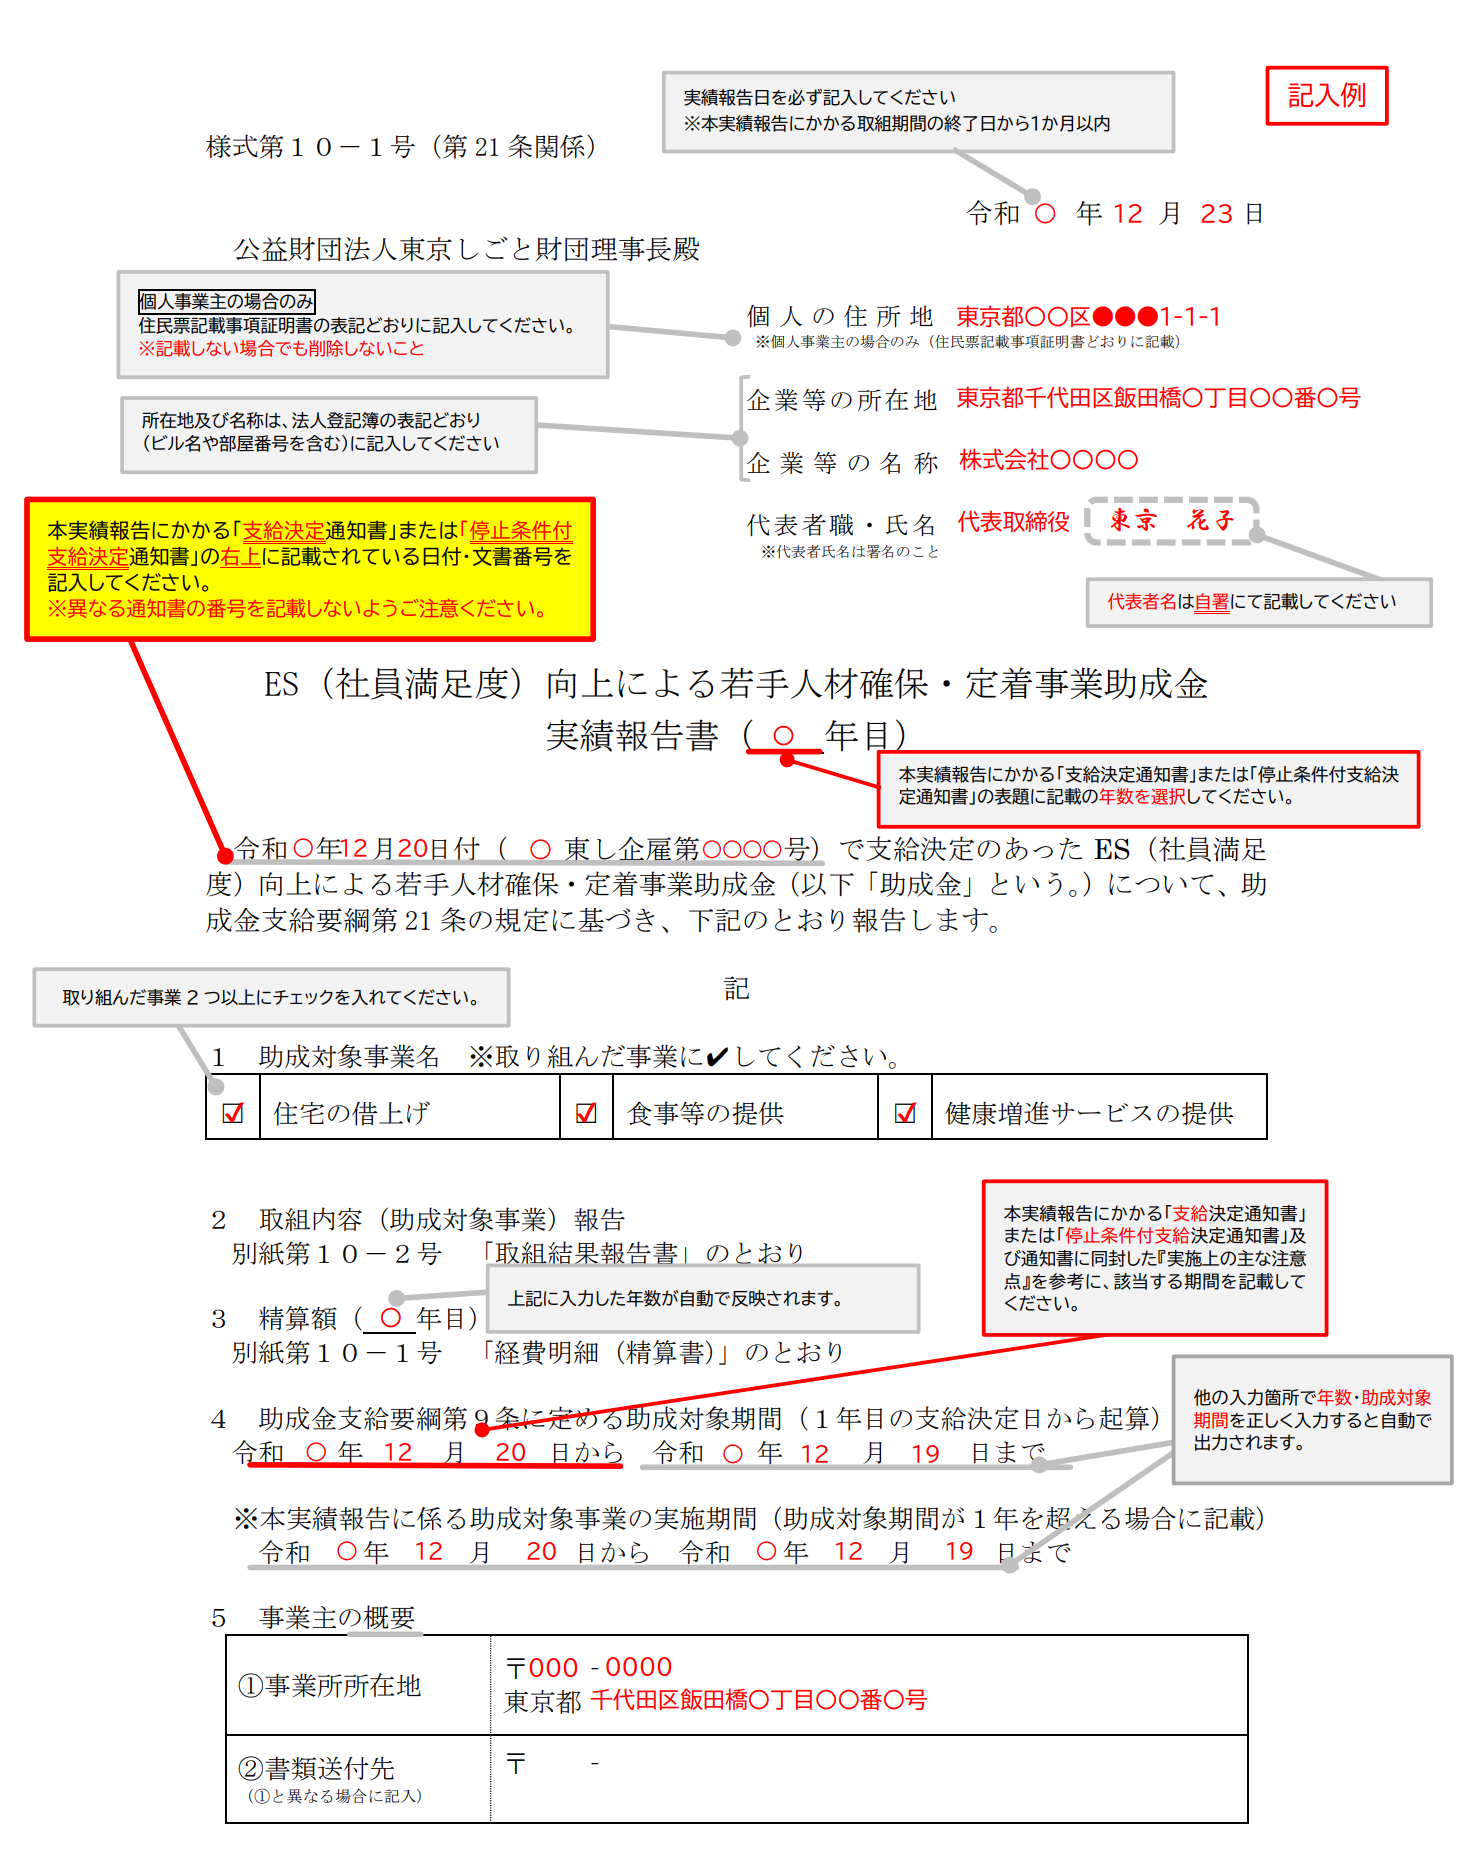 記入例
実績報告日を必ず記入してください
※本実績報告にかかる取組期間の終了日から1か月以内
様式第１０－１号（第 21 条関係）
令和 〇 年 12 月 23 日
公益財団法人東京しごと財団理事長殿
個人事業主の場合のみ
住民票記載事項証明書の表記どおりに記入してください。
※記載しない場合でも削除しないこと
個人の住所地 東京都〇〇区●●●1-1-1
※個人事業主の場合のみ（住民票記載事項証明書どおりに記載）
所在地及び名称は、法人登記簿の表記どおり
（ビル名や部屋番号を含む）に記入してください
企業等の所在地 東京都千代田区飯田橋〇丁目〇〇番〇号
企業等の名称 株式会社〇〇〇〇
代表者職・氏名 代表取締役 東京 花子
※代表者氏名は署名のこと
代表者名は自署にて記載してください
本実績報告にかかる「支給決定通知書」または「停止条件付
支給決定通知書」の右上に記載されている日付・文書番号を
記入してください。
※異なる通知書の番号を記載しないようご注意ください。
ES（社員満足度）向上による若手人材確保・定着事業助成金
実績報告書（ 〇 年目）
本実績報告にかかる「支給決定通知書」または「停止条件付支給決
定通知書」の表題に記載の年数を選択してください。
令和〇年12月20日付（ 〇 東し企雇第〇〇〇〇号）で支給決定のあった ES（社員満足
度）向上による若手人材確保・定着事業助成金（以下「助成金」という。）について、助
成金支給要綱第 21 条の規定に基づき、下記のとおり報告します。
記
取り組んだ事業 2 つ以上にチェックを入れてください。
１ 助成対象事業名 ※取り組んだ事業に✔してください。
☑ 住宅の借上げ ☑ 食事等の提供 ☑ 健康増進サービスの提供
２ 取組内容（助成対象事業）報告
別紙第１０－２号 「取組結果報告書」のとおり
上記に入力した年数が自動で反映されます。
３ 精算額（ 〇 年目）
別紙第１０－１号 「経費明細（精算書）」のとおり
本実績報告にかかる「支給決定通知書」
または「停止条件付支給決定通知書」及
び通知書に同封した『実施上の主な注意
点』を参考に、該当する期間を記載して
ください。
他の入力箇所で年数・助成対象
期間を正しく入力すると自動で
出力されます。
４ 助成金支給要綱第９条に定める助成対象期間（１年目の支給決定日から起算）
令和 〇 年 12 月 20 日から 令和 〇 年 12 月 19 日まで
※本実績報告に係る助成対象事業の実施期間（助成対象期間が１年を超える場合に記載）
令和 〇 年 12 月 20 日から 令和 〇 年 12 月 19 日まで
５ 事業主の概要
①事業所所在地 〒000 - 0000
東京都 千代田区飯田橋〇丁目〇〇番〇号
②書類送付先 〒 -
（①と異なる場合に記入）